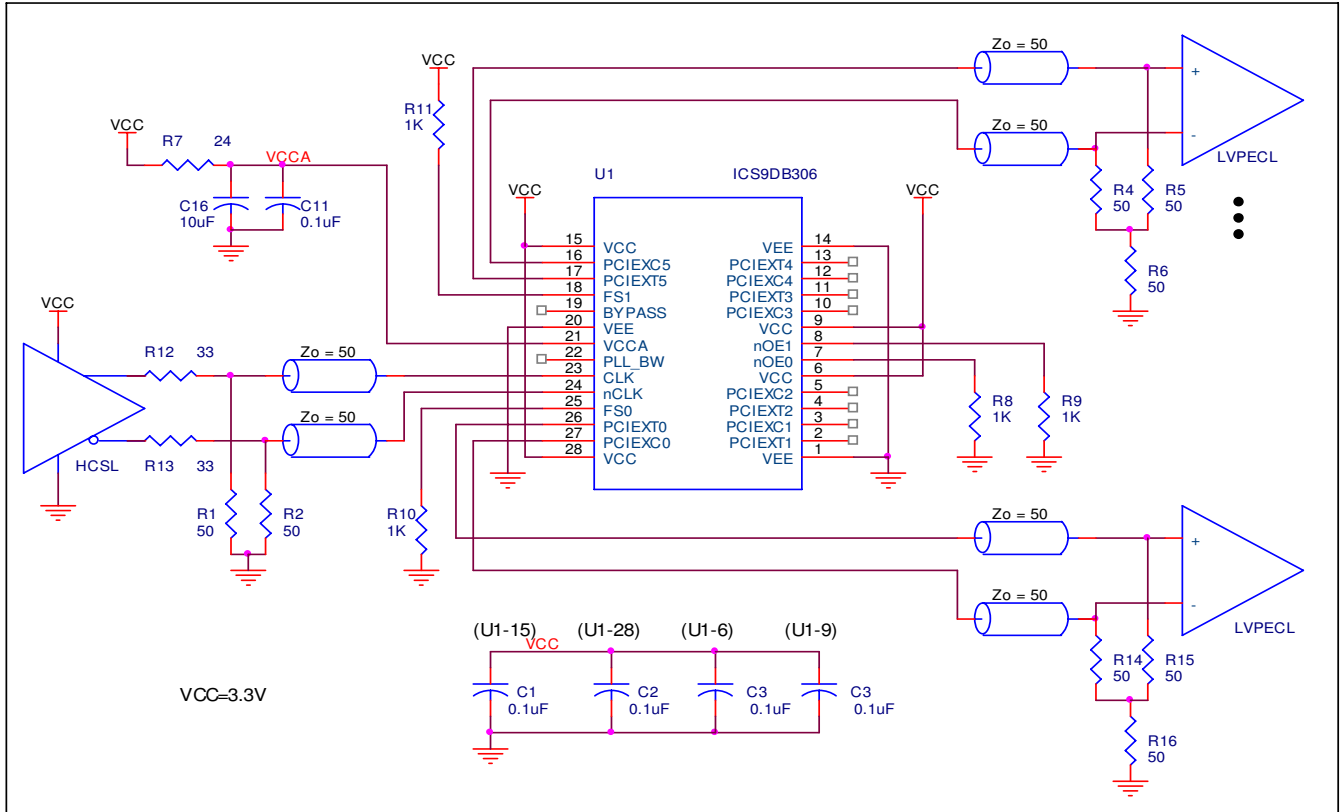 Zo = 50
VCC
R11
1K
Zo = 50
+
-
LVPECL
VCC
R7 24
VCCA
C16
10uF
C11
0.1uF
U1 ICS9DB306
VCC
VCC
R4
50
R5
50
R6
50
15 VCC
16 PCIEXC5
17 PCIEXT5
18 FS1
19 BYPASS
20 VEE
21 VCCA
22 PLL_BW
23 CLK
24 nCLK
25 FS0
26 PCIEXT0
27 PCIEXC0
28 VCC
VEE 14
PCIEXT4 13
PCIEXC4 12
PCIEXT3 11
PCIEXC3 10
VCC 9
nOE1 8
nOE0 7
VCC 6
PCIEXC2 5
PCIEXT2 4
PCIEXC1 3
PCIEXT1 2
VEE 1
VCC
R12 33
Zo = 50
Zo = 50
HCSL
R13 33
R1
50
R2
50
R10
1K
R8
1K
R9
1K
Zo = 50
Zo = 50
+
-
LVPECL
R14
50
R15
50
R16
50
(U1-15) (U1-28) (U1-6) (U1-9)
VCC
C1
0.1uF
C2
0.1uF
C3
0.1uF
C3
0.1uF
VCC=3.3V